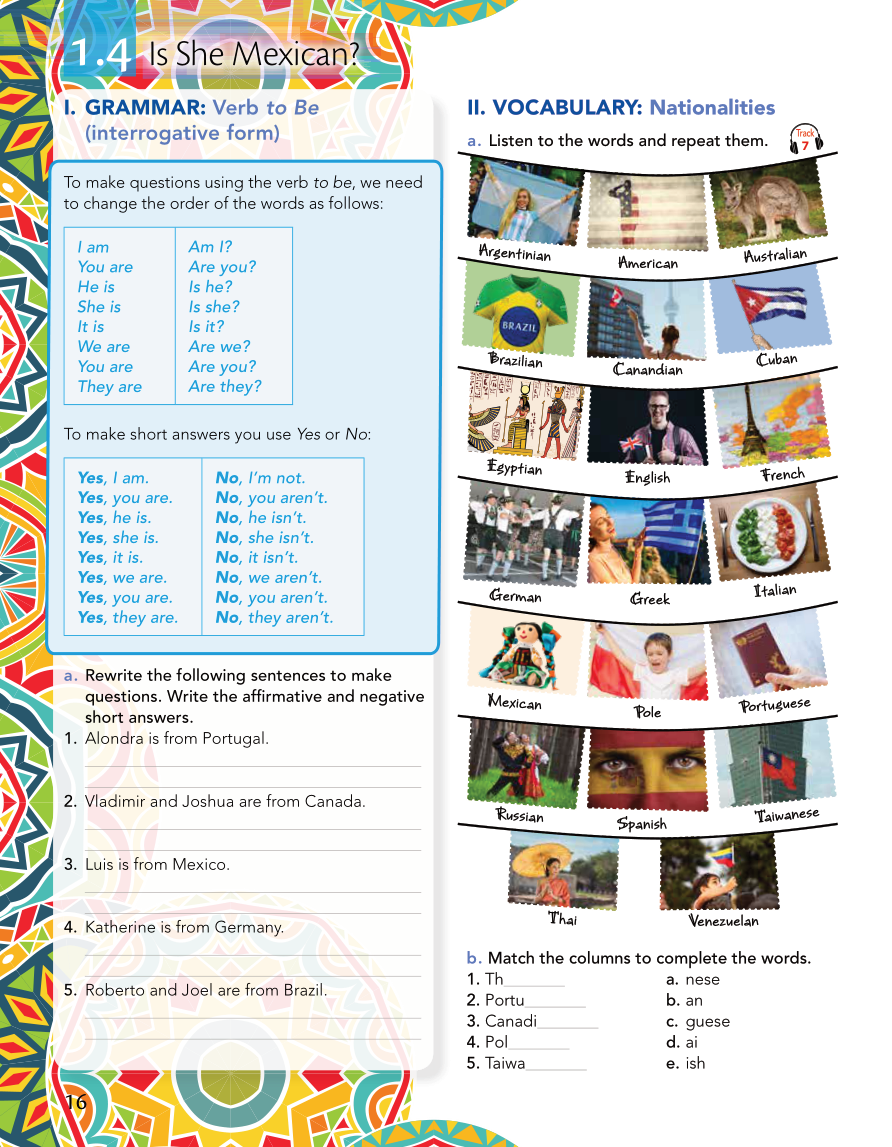 1.4 Is She Mexican?
I. GRAMMAR: Verb to Be
(interrogative form)
To make questions using the verb to be, we need
to change the order of the words as follows:
I am Am I?
You are Are you?
He is Is he?
She is Is she?
It is Is it?
We are Are we?
You are Are you?
They are Are they?
To make short answers you use Yes or No:
Yes, I am. No, I'm not.
Yes, you are. No, you aren't.
Yes, he is. No, he isn't.
Yes, she is. No, she isn't.
Yes, it is. No, it isn't.
Yes, we are. No, we aren't.
Yes, you are. No, you aren't.
Yes, they are. No, they aren't.
a. Rewrite the following sentences to make
questions. Write the affirmative and negative
short answers.
1. Alondra is from Portugal.
2. Vladimir and Joshua are from Canada.
3. Luis is from Mexico.
4. Katherine is from Germany.
5. Roberto and Joel are from Brazil.
16
II. VOCABULARY: Nationalities
a. Listen to the words and repeat them.
Track
7
Argentinian American Australian
BRAZIL
Brazilian Canandian Cuban
Egyptian English French
German Greek Italian
Mexican Pole Portuguese
Russian Spanish Taiwanese
Thai Venezuelan
b. Match the columns to complete the words.
1. Th________ a. nese
2. Portu________ b. an
3. Canadi________ c. guese
4. Pol________ d. ai
5. Taiwa________ e. ish